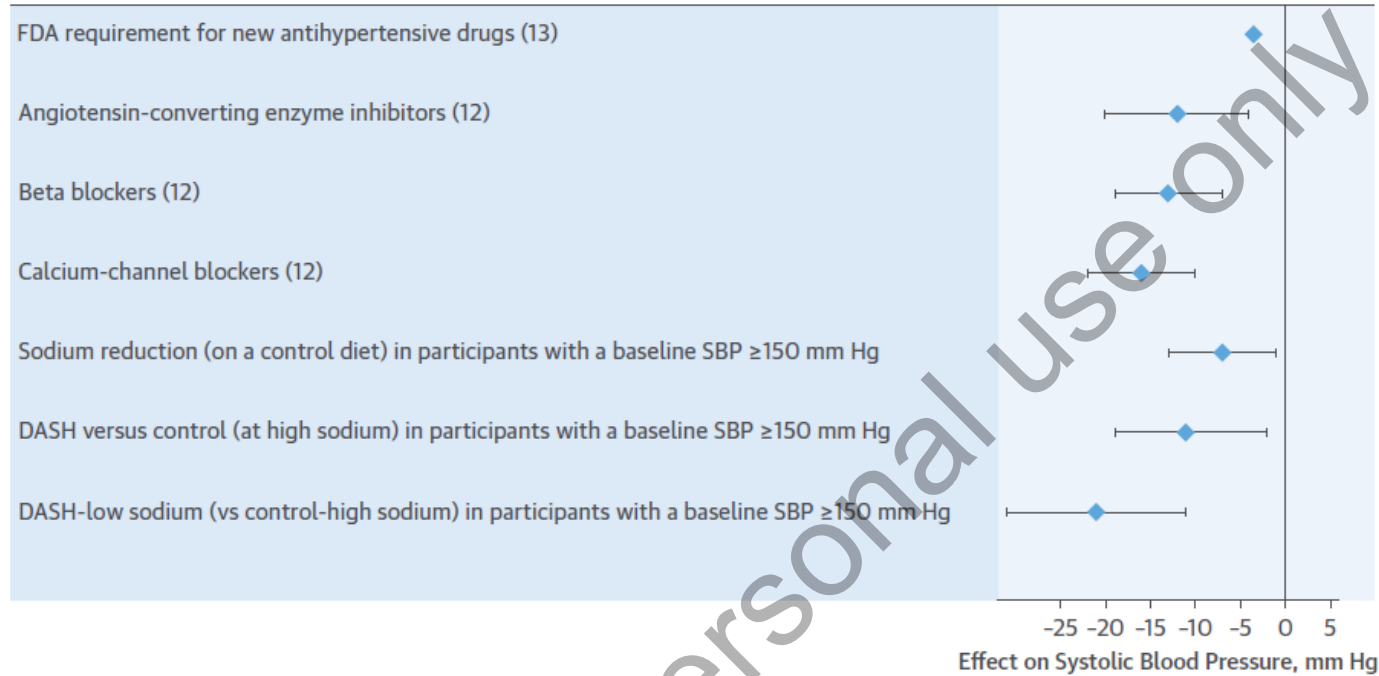 FDA requirement for new antihypertensive drugs (13)
Angiotensin-converting enzyme inhibitors (12)
Beta blockers (12)
Calcium-channel blockers (12)
Sodium reduction (on a control diet) in participants with a baseline SBP ≥150 mm Hg
DASH versus control (at high sodium) in participants with a baseline SBP ≥150 mm Hg
DASH-low sodium (vs control-high sodium) in participants with a baseline SBP ≥150 mm Hg
-25 -20 -15 -10 -5 0 5
Effect on Systolic Blood Pressure, mm Hg
ersonal use only